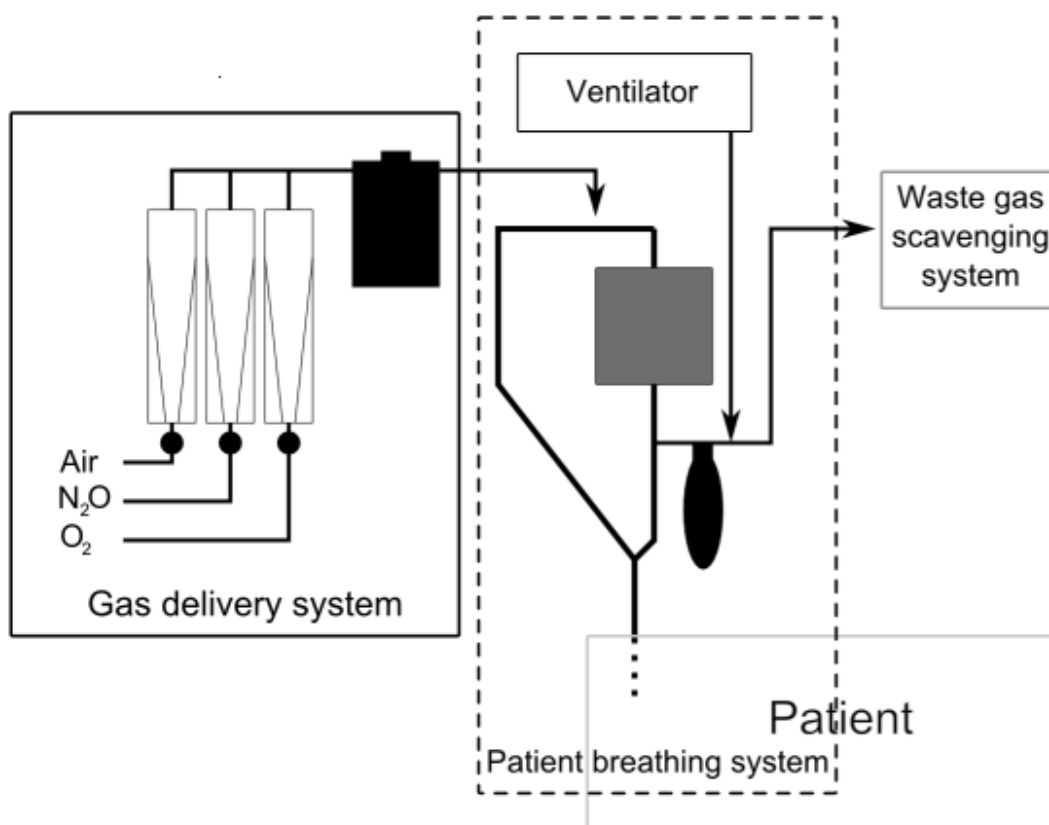 Ventilator
Waste gas
scavenging
system
Air
N₂O
O₂
Gas delivery system
Patient
Patient breathing system